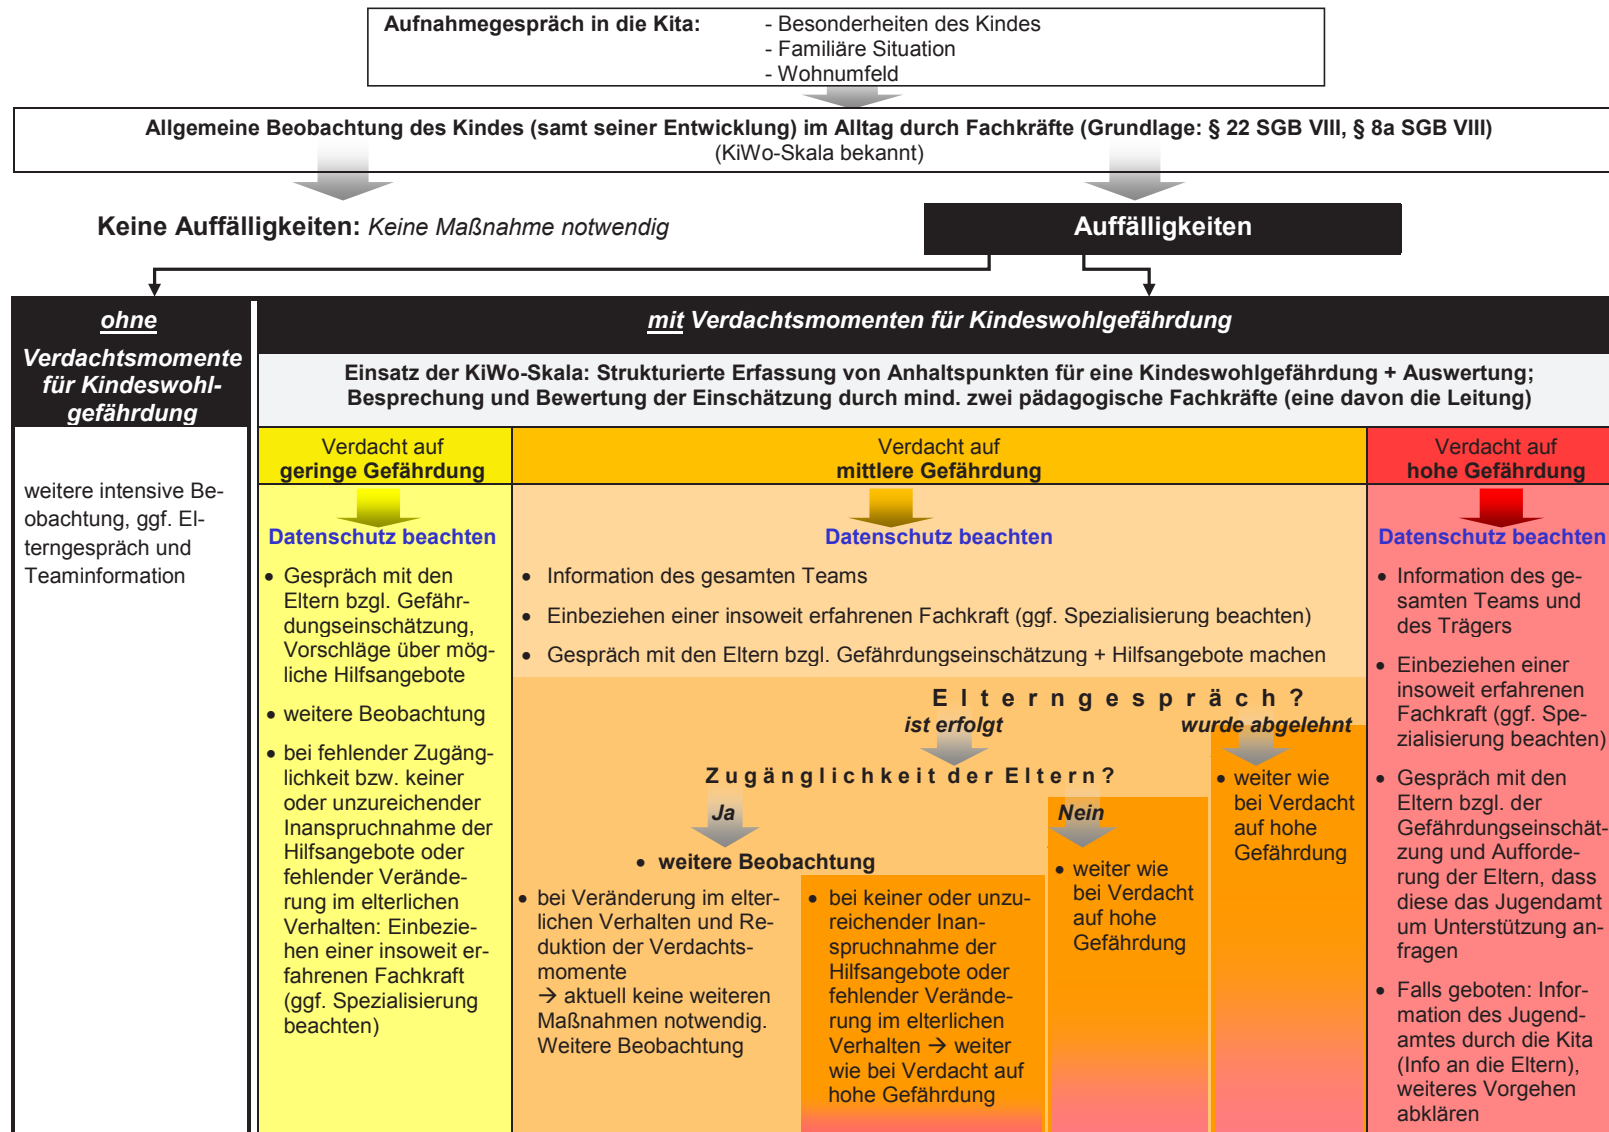 Aufnahmegespräch in die Kita: - Besonderheiten des Kindes
- Familiäre Situation
- Wohnumfeld
Allgemeine Beobachtung des Kindes (samt seiner Entwicklung) im Alltag durch Fachkräfte (Grundlage: § 22 SGB VIII, § 8a SGB VIII)
(KiWo-Skala bekannt)
Keine Auffälligkeiten: Keine Maßnahme notwendig
Auffälligkeiten
ohne
Verdachtsmomente
für Kindeswohl-
gefährdung
weitere intensive Be-
obachtung, ggf. El-
terngespräch und
Teaminformation
mit Verdachtsmomenten für Kindeswohlgefährdung
Einsatz der KiWo-Skala: Strukturierte Erfassung von Anhaltspunkten für eine Kindeswohlgefährdung + Auswertung;
Besprechung und Bewertung der Einschätzung durch mind. zwei pädagogische Fachkräfte (eine davon die Leitung)
Verdacht auf
geringe Gefährdung
Datenschutz beachten
• Gespräch mit den
Eltern bzgl. Gefähr-
dungseinschätzung,
Vorschläge über mög-
liche Hilfsangebote
• weitere Beobachtung
• bei fehlender Zugäng-
lichkeit bzw. keiner
oder unzureichender
Inanspruchnahme der
Hilfsangebote oder
fehlender Verände-
rung im elterlichen
Verhalten: Einbezie-
hen einer insoweit er-
fahrenen Fachkraft
(ggf. Spezialisierung
beachten)
Verdacht auf
mittlere Gefährdung
Datenschutz beachten
• Information des gesamten Teams
• Einbeziehen einer insoweit erfahrenen Fachkraft (ggf. Spezialisierung beachten)
• Gespräch mit den Eltern bzgl. Gefährdungseinschätzung + Hilfsangebote machen
Elterngespräch?
ist erfolgt wurde abgelehnt
Zugänglichkeit der Eltern?
Ja Nein
• weitere Beobachtung
• bei Veränderung im elter-
lichen Verhalten und Re-
duktion der Verdachts-
momente
→ aktuell keine weiteren
Maßnahmen notwendig.
Weitere Beobachtung
• bei keiner oder unzu-
reichender Inan-
spruchnahme der
Hilfsangebote oder
fehlender Verände-
rung im elterlichen
Verhalten → weiter
wie bei Verdacht auf
hohe Gefährdung
• weiter wie
bei Verdacht
auf hohe
Gefährdung
• weiter wie
bei Verdacht
auf hohe
Gefährdung
Verdacht auf
hohe Gefährdung
Datenschutz beachten
• Information des ge-
samten Teams und
des Trägers
• Einbeziehen einer
insoweit erfahrenen
Fachkraft (ggf. Spe-
zialisierung beachten)
• Gespräch mit den
Eltern bzgl. der
Gefährdungseinschät-
zung und Aufforde-
rung der Eltern, dass
diese das Jugendamt
um Unterstützung an-
fragen
• Falls geboten: Infor-
mation des Jugend-
amtes durch die Kita
(Info an die Eltern),
weiteres Vorgehen
abklären